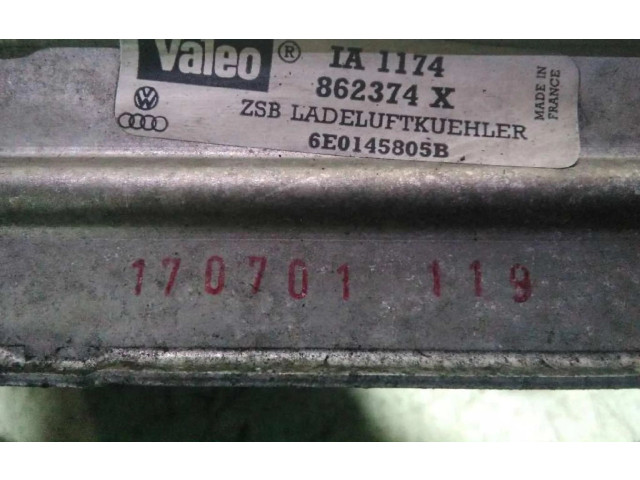 Valeo ® IA 1174
862374 X
ZSB LADELUFTKUEHLER
6E0145805B
MADE IN
FRANCE
170701 119